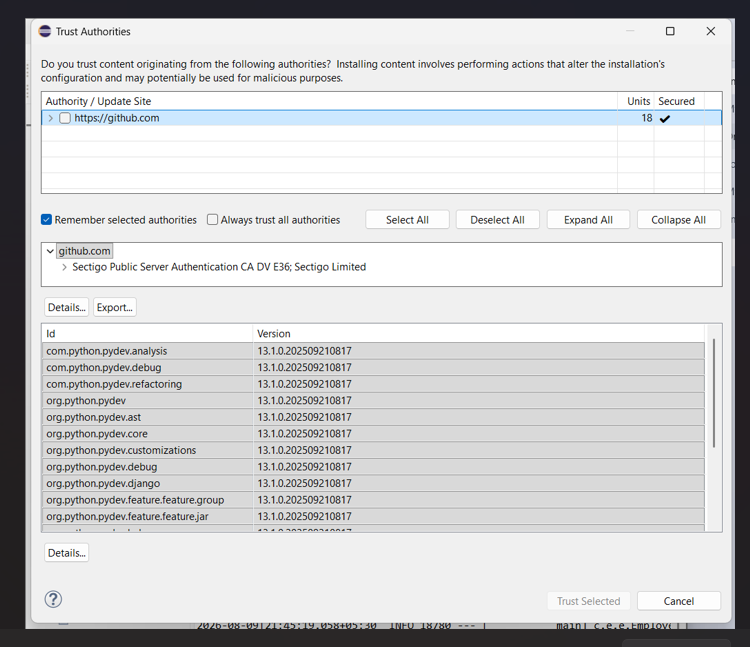 Trust Authorities
Do you trust content originating from the following authorities?  Installing content involves performing actions that alter the installation's
configuration and may potentially be used for malicious purposes.
Authority / Update Site Units Secured
https://github.com 18
Remember selected authorities Always trust all authorities Select All Deselect All Expand All Collapse All
github.com
Sectigo Public Server Authentication CA DV E36; Sectigo Limited
Details... Export...
Id Version
com.python.pydev.analysis 13.1.0.202509210817
com.python.pydev.debug 13.1.0.202509210817
com.python.pydev.refactoring 13.1.0.202509210817
org.python.pydev 13.1.0.202509210817
org.python.pydev.ast 13.1.0.202509210817
org.python.pydev.core 13.1.0.202509210817
org.python.pydev.customizations 13.1.0.202509210817
org.python.pydev.debug 13.1.0.202509210817
org.python.pydev.django 13.1.0.202509210817
org.python.pydev.feature.feature.group 13.1.0.202509210817
org.python.pydev.feature.feature.jar 13.1.0.202509210817
Details...
? Trust Selected Cancel
2026-08-09T21:45:19.058+05:30 INFO 18780 --- [ main] c.e.e.Employ